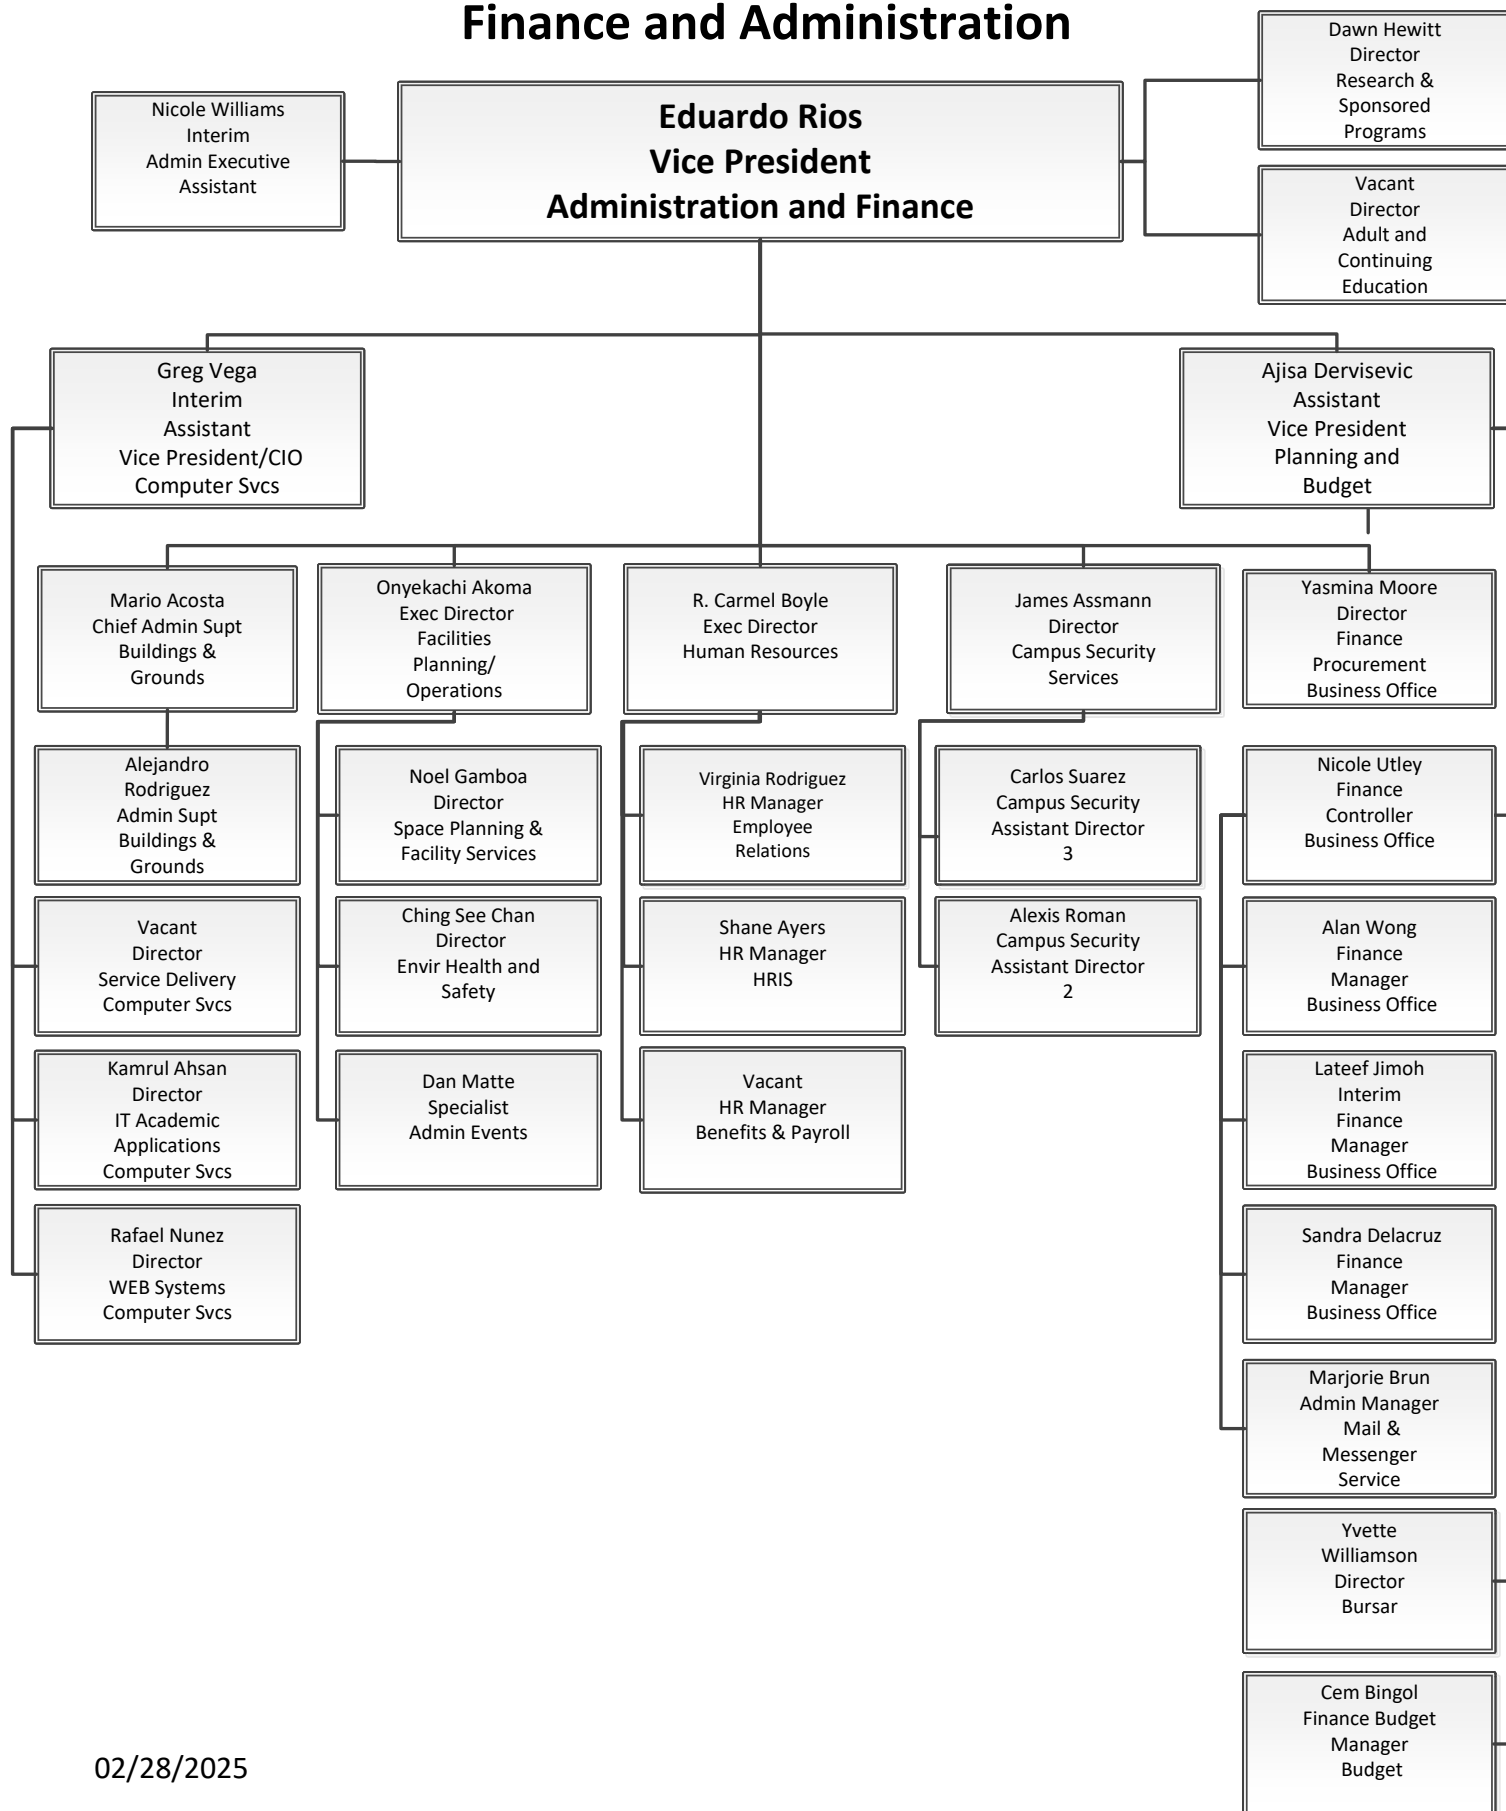 Finance and Administration
Dawn Hewitt
Director
Research &
Sponsored
Programs
Nicole Williams
Interim
Admin Executive
Assistant
Eduardo Rios
Vice President
Administration and Finance
Vacant
Director
Adult and
Continuing
Education
Greg Vega
Interim
Assistant
Vice President/CIO
Computer Svcs
Ajisa Dervisevic
Assistant
Vice President
Planning and
Budget
Mario Acosta
Chief Admin Supt
Buildings &
Grounds
Onyekachi Akoma
Exec Director
Facilities
Planning/
Operations
R. Carmel Boyle
Exec Director
Human Resources
James Assmann
Director
Campus Security
Services
Yasmina Moore
Director
Finance
Procurement
Business Office
Alejandro
Rodriguez
Admin Supt
Buildings &
Grounds
Noel Gamboa
Director
Space Planning &
Facility Services
Virginia Rodriguez
HR Manager
Employee
Relations
Carlos Suarez
Campus Security
Assistant Director
3
Nicole Utley
Finance
Controller
Business Office
Vacant
Director
Service Delivery
Computer Svcs
Ching See Chan
Director
Envir Health and
Safety
Shane Ayers
HR Manager
HRIS
Alexis Roman
Campus Security
Assistant Director
2
Alan Wong
Finance
Manager
Business Office
Kamrul Ahsan
Director
IT Academic
Applications
Computer Svcs
Dan Matte
Specialist
Admin Events
Vacant
HR Manager
Benefits & Payroll
Lateef Jimoh
Interim
Finance
Manager
Business Office
Rafael Nunez
Director
WEB Systems
Computer Svcs
Sandra Delacruz
Finance
Manager
Business Office
Marjorie Brun
Admin Manager
Mail &
Messenger
Service
Yvette
Williamson
Director
Bursar
Cem Bingol
Finance Budget
Manager
Budget
02/28/2025